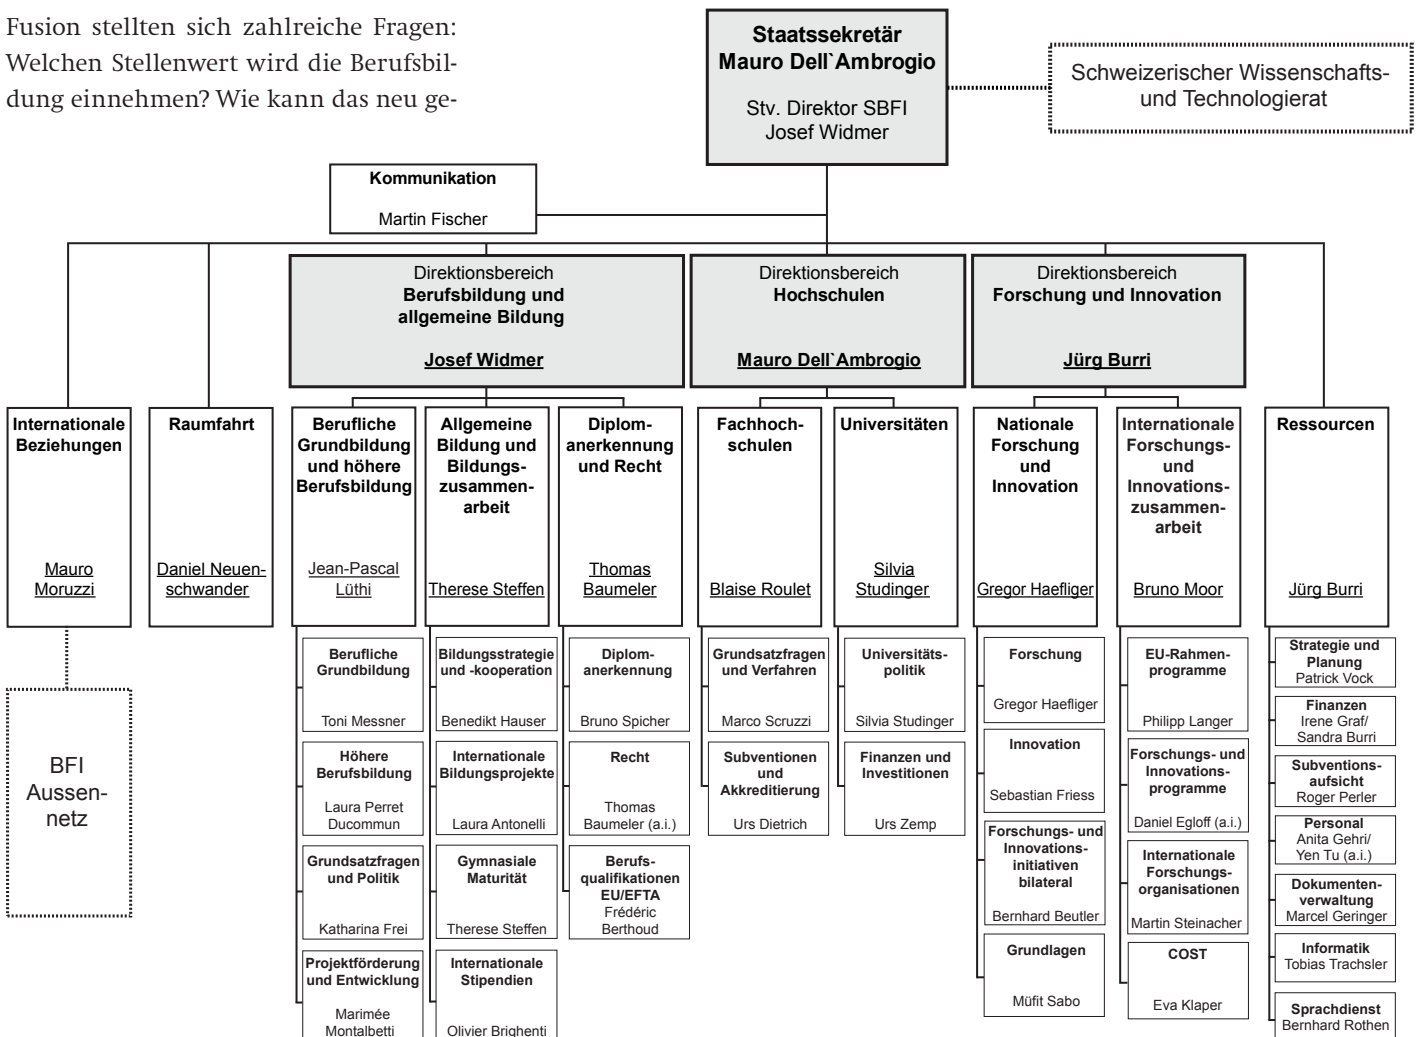 Fusion stellten sich zahlreiche Fragen:
Welchen Stellenwert wird die Berufsbil-
dung einnehmen? Wie kann das neu ge-
Staatssekretär
Mauro Dell`Ambrogio
Stv. Direktor SBFI
Josef Widmer
Schweizerischer Wissenschafts-
und Technologierat
Kommunikation
Martin Fischer
Direktionsbereich
Berufsbildung und
allgemeine Bildung
Josef Widmer
Direktionsbereich
Hochschulen
Mauro Dell`Ambrogio
Direktionsbereich
Forschung und Innovation
Jürg Burri
Internationale
Beziehungen
Mauro
Moruzzi
Raumfahrt
Daniel Neuen-
schwander
Berufliche
Grundbildung
und höhere
Berufsbildung
Jean-Pascal
Lüthi
Allgemeine
Bildung und
Bildungs-
zusammen-
arbeit
Therese Steffen
Diplom-
anerkennung
und Recht
Thomas
Baumeler
Fachhoch-
schulen
Blaise Roulet
Universitäten
Silvia
Studinger
Nationale
Forschung
und
Innovation
Gregor Haefliger
Internationale
Forschungs-
und
Innovations-
zusammen-
arbeit
Bruno Moor
Ressourcen
Jürg Burri
BFI
Aussen-
netz
Berufliche
Grundbildung
Toni Messner
Höhere
Berufsbildung
Laura Perret
Ducommun
Grundsatzfragen
und Politik
Katharina Frei
Projektförderung
und Entwicklung
Marimée
Montalbetti
Bildungsstrategie
und -kooperation
Benedikt Hauser
Internationale
Bildungsprojekte
Laura Antonelli
Gymnasiale
Maturität
Therese Steffen
Internationale
Stipendien
Olivier Brighenti
Diplom-
anerkennung
Bruno Spicher
Recht
Thomas
Baumeler (a.i.)
Berufs-
qualifikationen
EU/EFTA
Frédéric
Berthoud
Grundsatzfragen
und Verfahren
Marco Scruzzi
Subventionen
und
Akkreditierung
Urs Dietrich
Universitäts-
politik
Silvia Studinger
Finanzen und
Investitionen
Urs Zemp
Forschung
Gregor Haefliger
Innovation
Sebastian Friess
Forschungs- und
Innovations-
initiativen
bilateral
Bernhard Beutler
Grundlagen
Müfit Sabo
EU-Rahmen-
programme
Philipp Langer
Forschungs- und
Innovations-
programme
Daniel Egloff (a.i.)
Internationale
Forschungs-
organisationen
Martin Steinacher
COST
Eva Klaper
Strategie und
Planung
Patrick Vock
Finanzen
Irene Graf/
Sandra Burri
Subventions-
aufsicht
Roger Perler
Personal
Anita Gehri/
Yen Tu (a.i.)
Dokumenten-
verwaltung
Marcel Geringer
Informatik
Tobias Trachsler
Sprachdienst
Bernhard Rothen